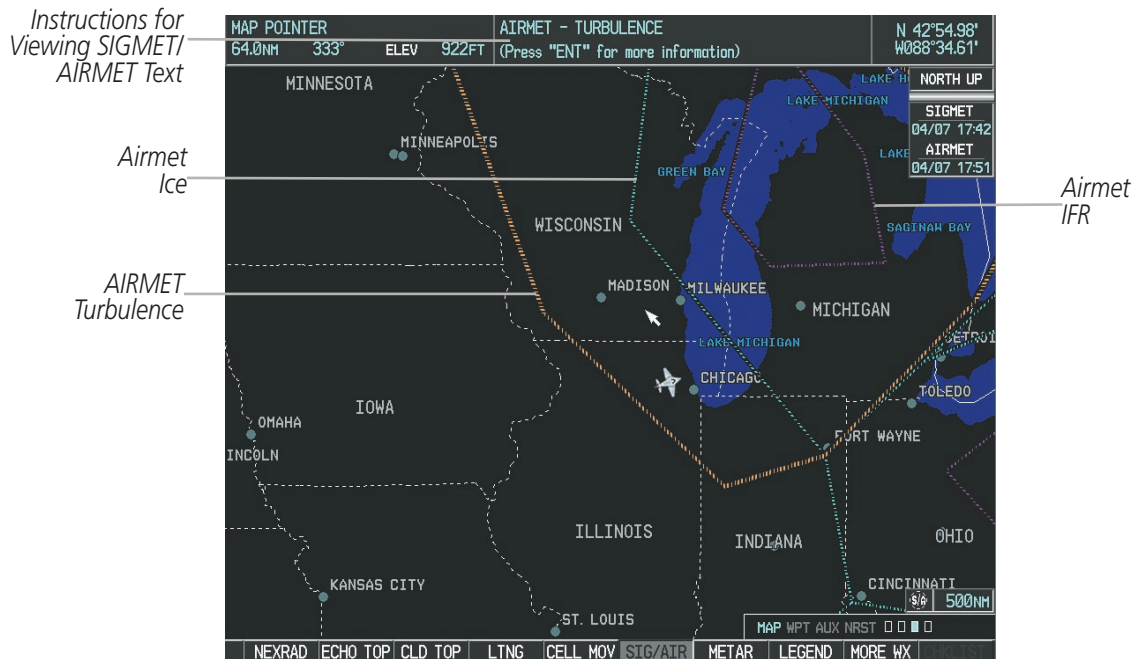 Instructions for
Viewing SIGMET/
AIRMET Text
MAP POINTER
64.0NM 333° ELEV 922FT
AIRMET - TURBULENCE
(Press "ENT" for more information)
N 42°54.98'
W088°34.61'
NORTH UP
SIGMET
04/07 17:42
AIRMET
04/07 17:51
MINNESOTA
LAKE H
LAKE MICHIGAN
MINNEAPOLIS
LAKE
Airmet
Ice
GREEN BAY
Airmet
IFR
WISCONSIN
SAGINAW BAY
AIRMET
Turbulence
MADISON
MILWAUKEE
MICHIGAN
LAKE MICHIGAN
DETROIT
CHICAGO
TOLEDO
IOWA
OMAHA
FORT WAYNE
INCOLN
ILLINOIS
INDIANA
OHIO
KANSAS CITY
CINCINNATI
S/A 500NM
ST. LOUIS
MAP WPT AUX NRST
NEXRAD ECHO TOP CLD TOP LTNG CELL MOV SIG/AIR METAR LEGEND MORE WX CHKLIST